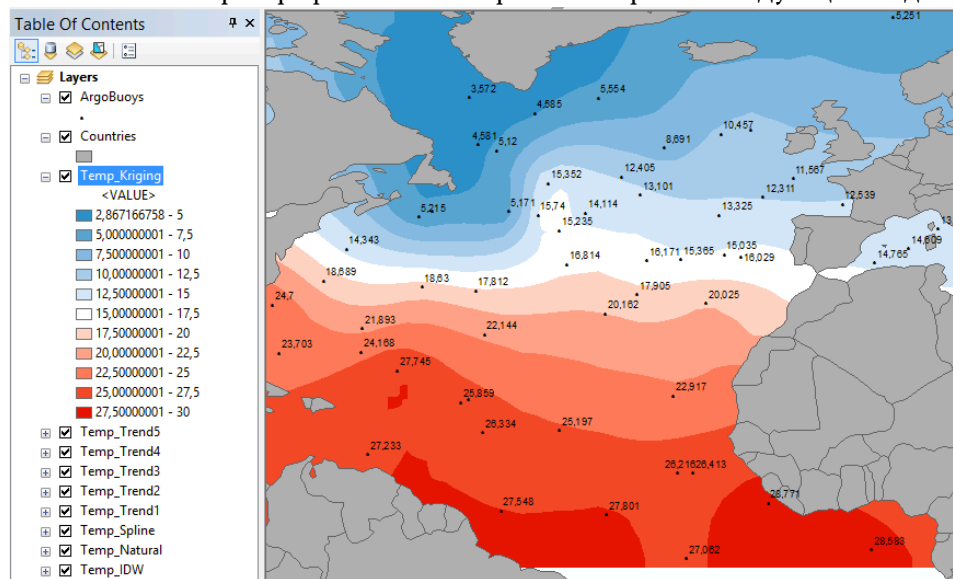 Table Of Contents
Layers
ArgoBuoys
Countries
Temp_Kriging
<VALUE>
2,867166758 - 5
5,000000001 - 7,5
7,500000001 - 10
10,00000001 - 12,5
12,50000001 - 15
15,00000001 - 17,5
17,50000001 - 20
20,00000001 - 22,5
22,50000001 - 25
25,00000001 - 27,5
27,50000001 - 30
Temp_Trend5
Temp_Trend4
Temp_Trend3
Temp_Trend2
Temp_Trend1
Temp_Spline
Temp_Natural
Temp_IDW
5,251
3,572
5,554
4,585
10,457
4,581
5,12
8,691
15,352
12,405
11,567
13,101
12,311
12,539
5,215
5,171
15,74
14,114
13,325
15,235
14,343
15,035
14,609
16,814
16,171
15,365
16,029
14,765
18,689
18,63
17,812
17,905
24,7
20,162
20,025
21,893
22,144
23,703
24,168
27,745
22,917
25,859
26,334
25,197
27,233
26,216
26,413
27,548
27,801
28,771
27,062
28,583